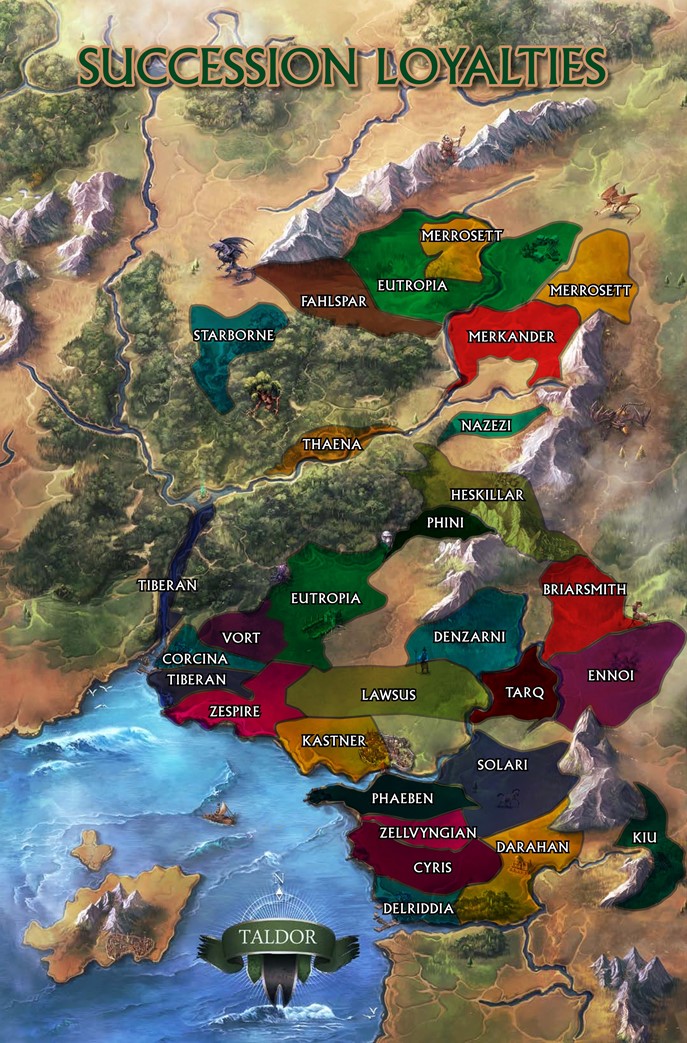 SUCCESSION LOYALTIES
MERROSETT
EUTROPIA
MERROSETT
FAHLSPAR
STARBORNE
MERKANDER
NAZEZI
THAENA
HESKILLAR
PHINI
TIBERAN
BRIARSMITH
EUTROPIA
VORT
DENZARNI
CORCINA
TIBERAN
ENNOI
LAWSUS
TARQ
ZESPIRE
KASTNER
SOLARI
PHAEBEN
ZELLVYNGIAN
DARAHAN
KIU
CYRIS
N
DELRIDDIA
TALDOR